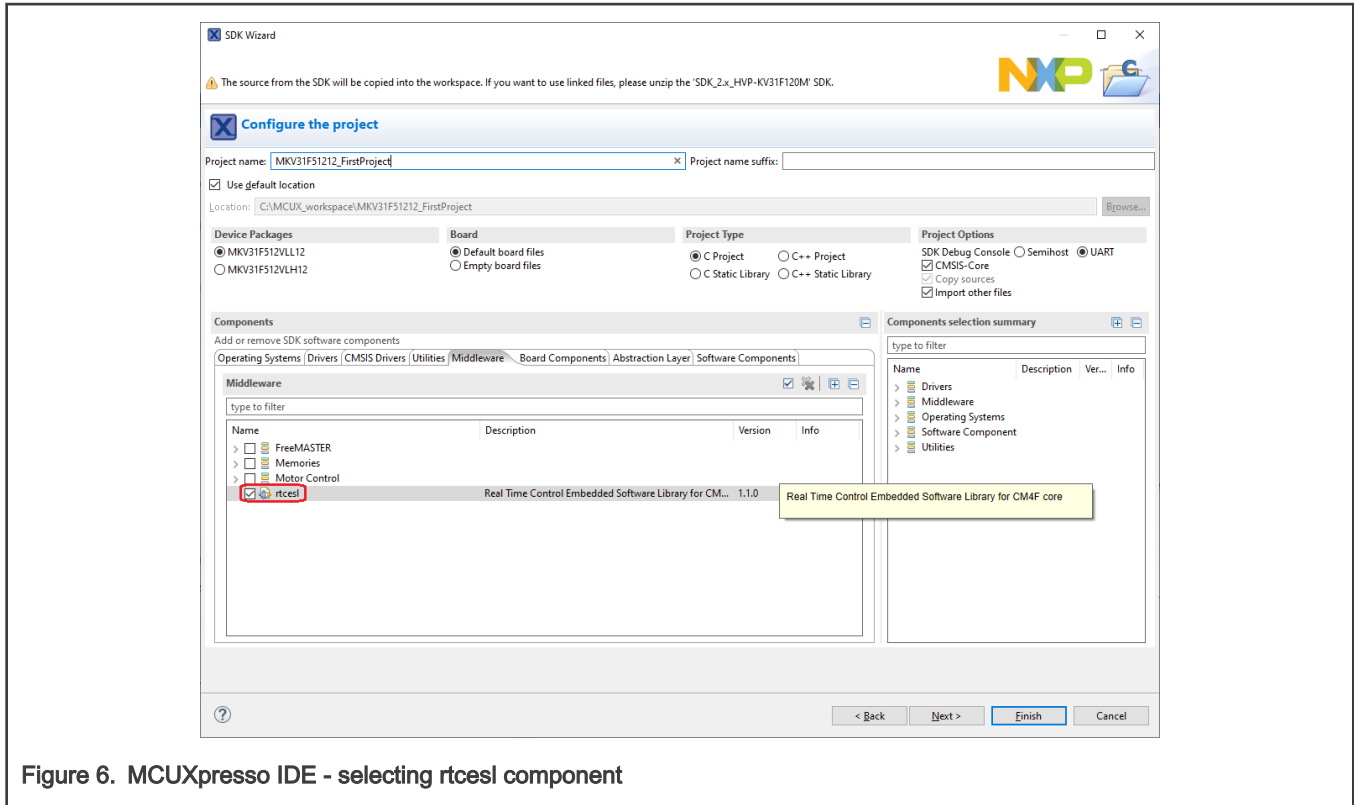 SDK Wizard
The source from the SDK will be copied into the workspace. If you want to use linked files, please unzip the 'SDK_2.x_HVP-KV31F120M' SDK.
NXP
Configure the project
Project name: MKV31F51212_FirstProject Project name suffix:
Use default location
Location: C:\MCUX_workspace\MKV31F51212_FirstProject Browse...
Device Packages Board Project Type Project Options
MKV31F512VLL12 Default board files C Project C++ Project SDK Debug Console Semihost UART
MKV31F512VLH12 Empty board files C Static Library C++ Static Library CMSIS-Core
Copy sources
Import other files
Components Components selection summary
Add or remove SDK software components
type to filter
Operating Systems Drivers CMSIS Drivers Utilities Middleware Board Components Abstraction Layer Software Components
Name Description Ver... Info
Middleware
Drivers
Middleware
type to filter
Operating Systems
Name Description Version Info
Software Component
FreeMASTER
Utilities
Memories
Motor Control
rtcesl Real Time Control Embedded Software Library for CM... 1.1.0
Real Time Control Embedded Software Library for CM4F core
< Back Next > Finish Cancel
Figure 6. MCUXpresso IDE - selecting rtcesl component